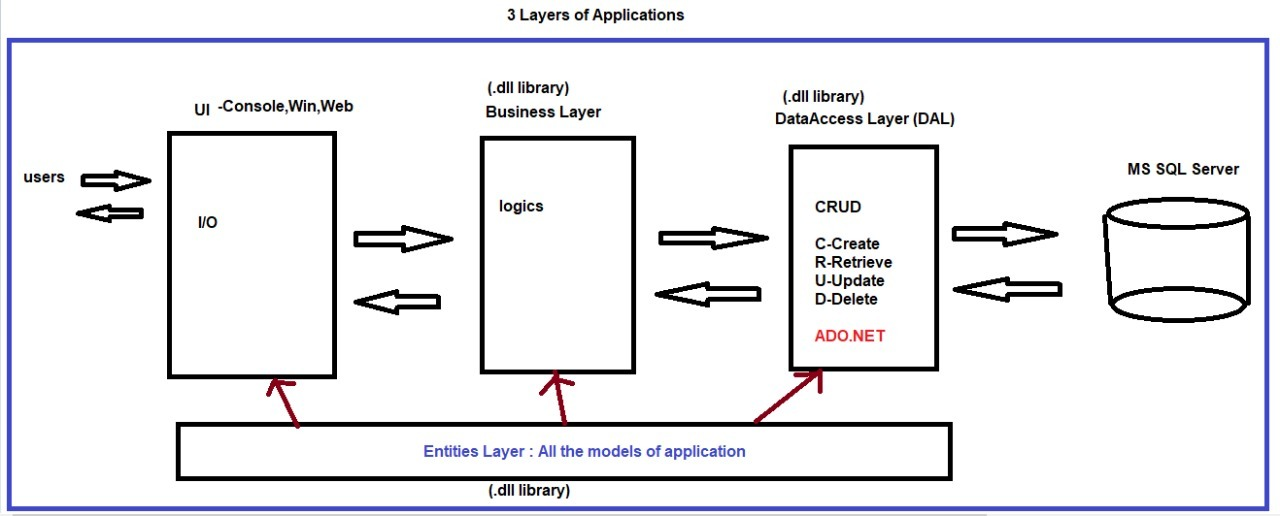 3 Layers of Applications
UI -Console,Win,Web
(.dll library)
Business Layer
(.dll library)
DataAccess Layer (DAL)
MS SQL Server
users
I/O
logics
CRUD
C-Create
R-Retrieve
U-Update
D-Delete
ADO.NET
Entities Layer : All the models of application
(.dll library)